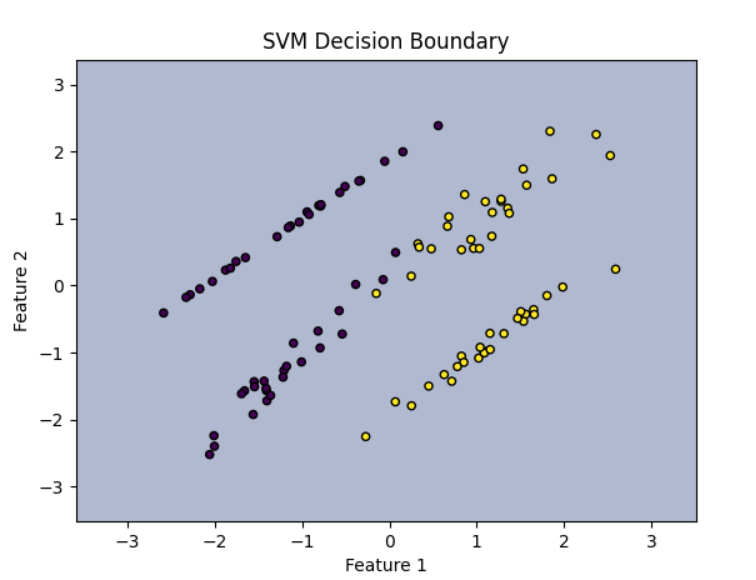 SVM Decision Boundary
3
2
1
0
−1
−2
−3
Feature 2
−3 −2 −1 0 1 2 3
Feature 1